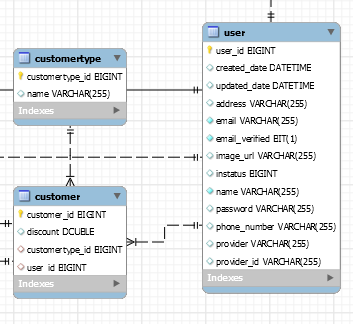 customertype
customertype_id BIGINT
name VARCHAR(255)
Indexes
customer
customer_id BIGINT
discount DOUBLE
customertype_id BIGINT
user_id BIGINT
Indexes
user
user_id BIGINT
created_date DATETIME
updated_date DATETIME
address VARCHAR(255)
email VARCHAR(255)
email_verified BIT(1)
image_url VARCHAR(255)
instatus BIGINT
name VARCHAR(255)
password VARCHAR(255)
phone_number VARCHAR(255)
provider VARCHAR(255)
provider_id VARCHAR(255)
Indexes